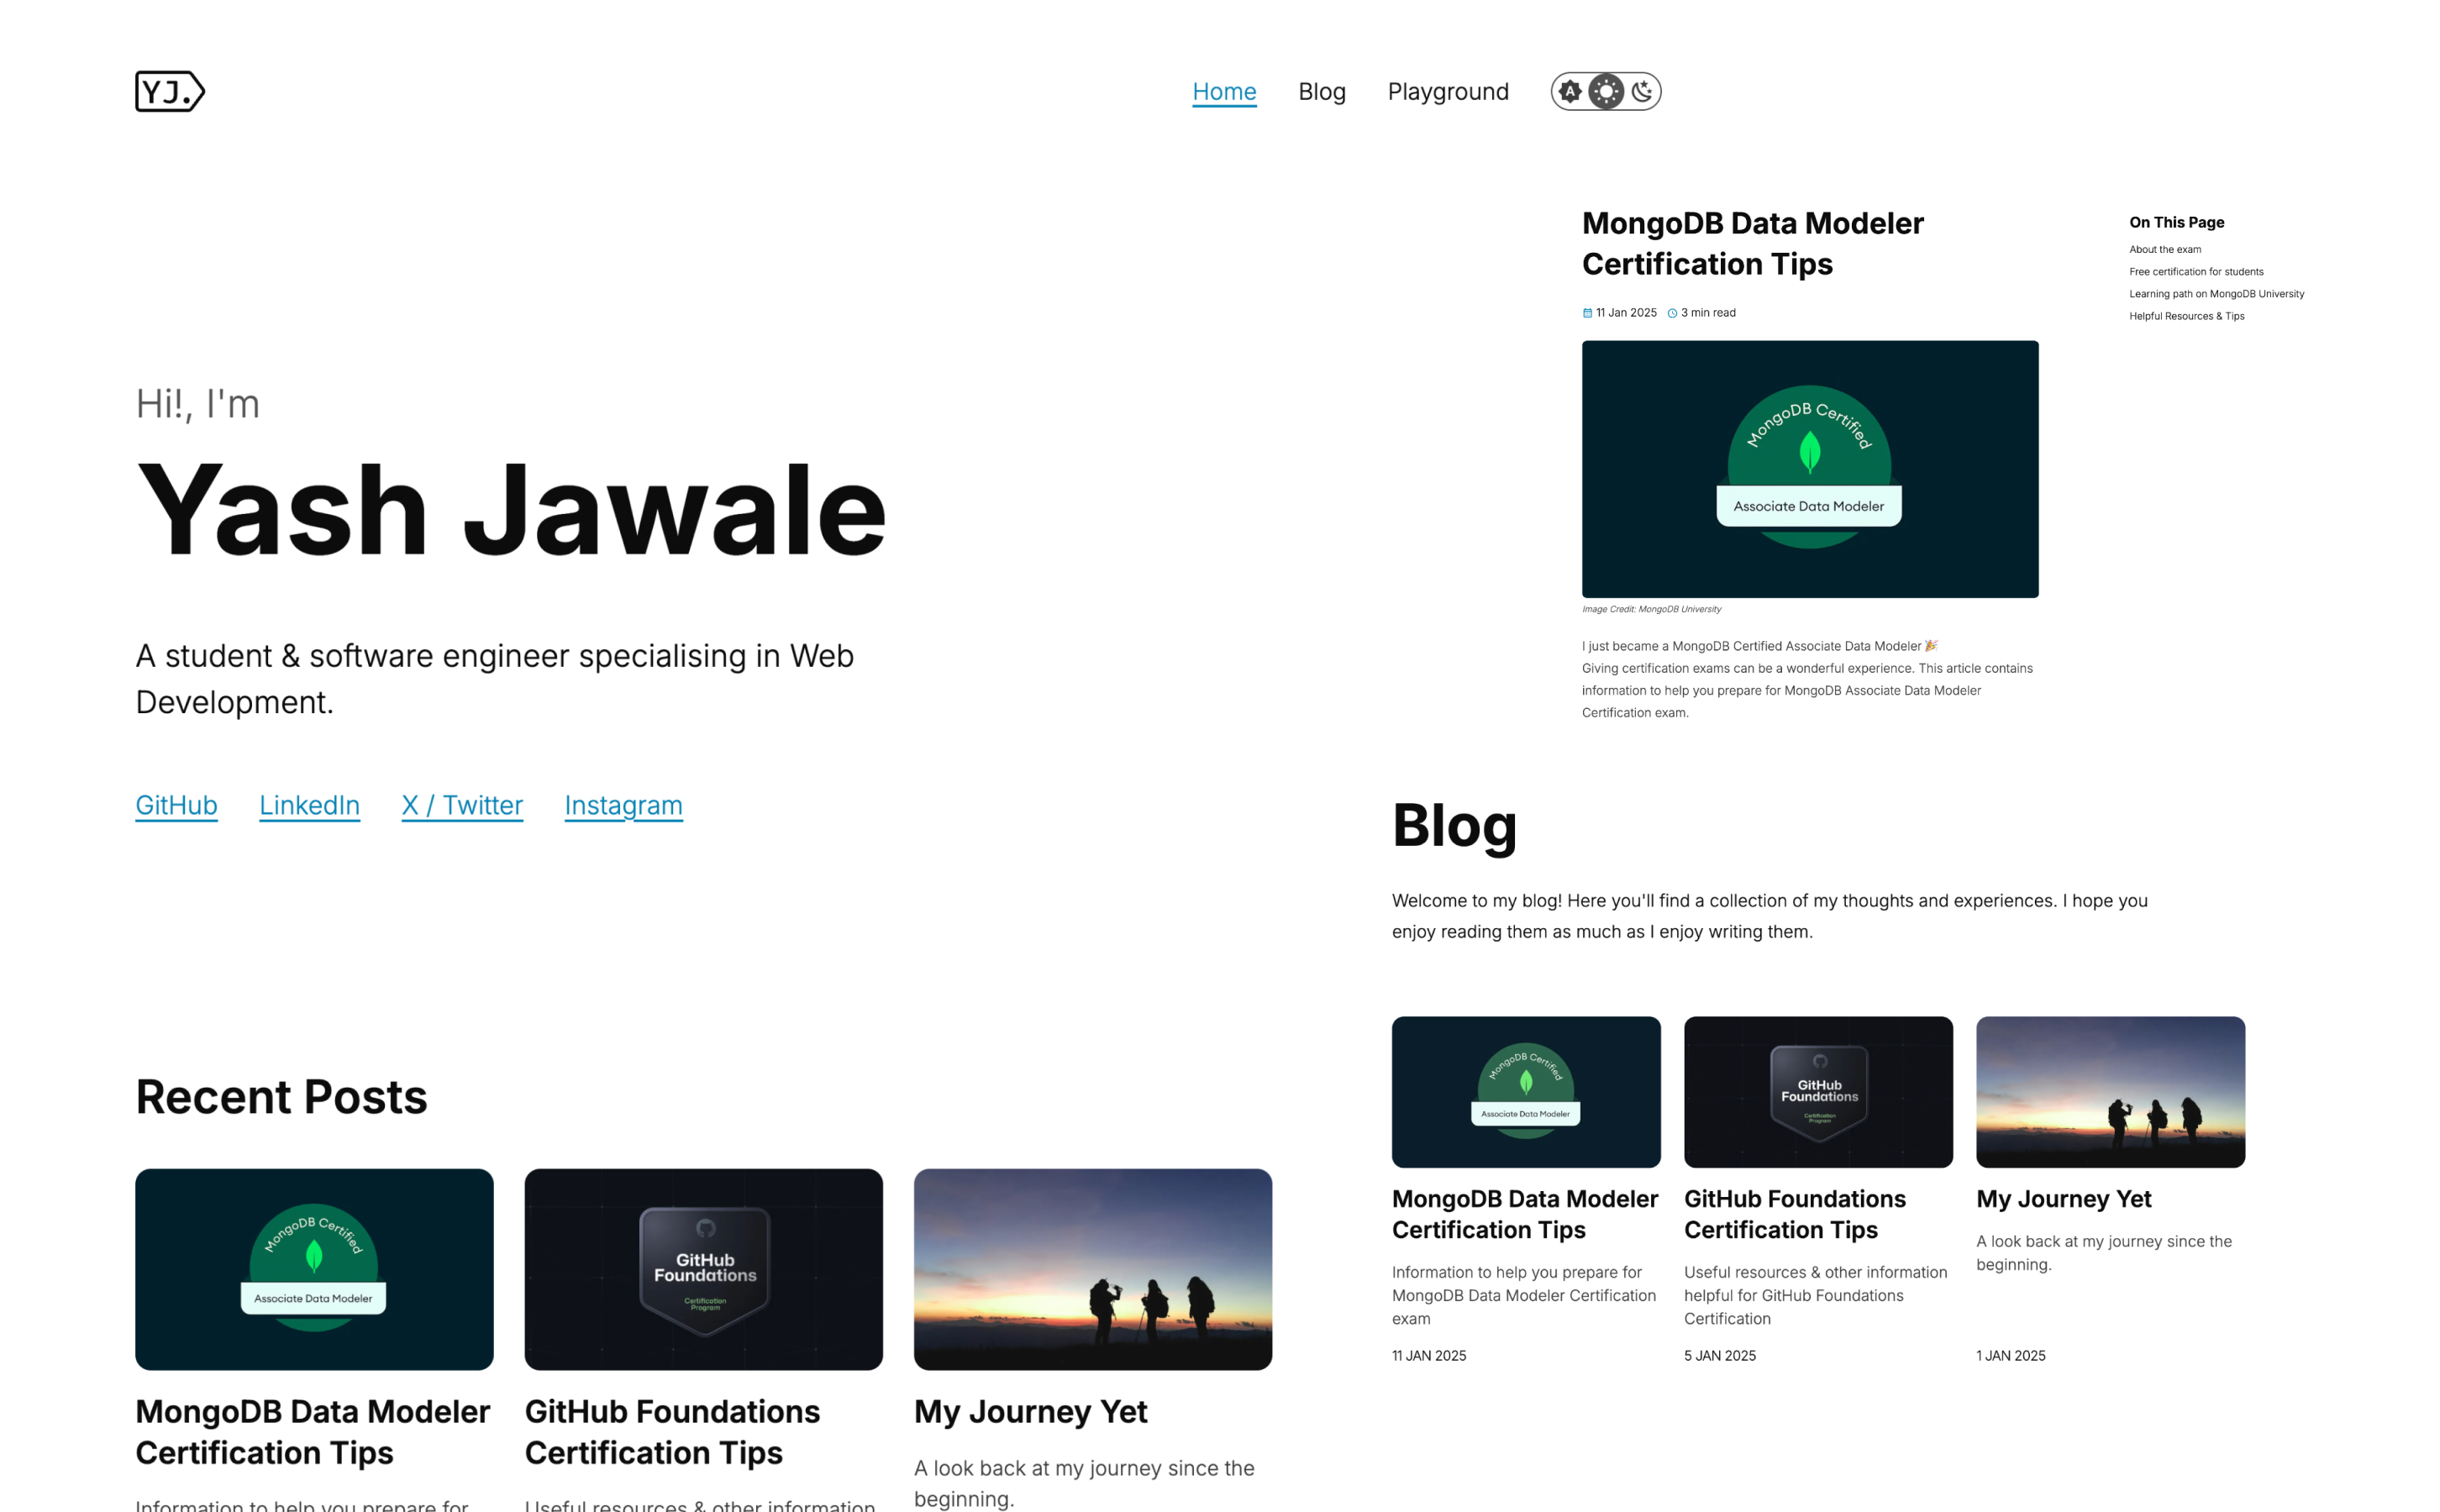 YJ.
Home Blog Playground
A
Hi!, I'm
Yash Jawale
A student & software engineer specialising in Web
Development.
GitHub LinkedIn X / Twitter Instagram
Recent Posts
MongoDB Certified
Associate Data Modeler
GitHub
Foundations
Certification
Program
MongoDB Data Modeler
Certification Tips
Information to help you prepare for
GitHub Foundations
Certification Tips
Useful resources & other information
My Journey Yet
A look back at my journey since the
beginning.
MongoDB Data Modeler
Certification Tips
11 Jan 2025 3 min read
MongoDB Certified
Associate Data Modeler
Image Credit: MongoDB University
I just became a MongoDB Certified Associate Data Modeler 🎉
Giving certification exams can be a wonderful experience. This article contains
information to help you prepare for MongoDB Associate Data Modeler
Certification exam.
On This Page
About the exam
Free certification for students
Learning path on MongoDB University
Helpful Resources & Tips
Blog
Welcome to my blog! Here you'll find a collection of my thoughts and experiences. I hope you
enjoy reading them as much as I enjoy writing them.
MongoDB Certified
Associate Data Modeler
GitHub
Foundations
Certification
Program
MongoDB Data Modeler
Certification Tips
Information to help you prepare for
MongoDB Data Modeler Certification
exam
11 JAN 2025
GitHub Foundations
Certification Tips
Useful resources & other information
helpful for GitHub Foundations
Certification
5 JAN 2025
My Journey Yet
A look back at my journey since the
beginning.
1 JAN 2025